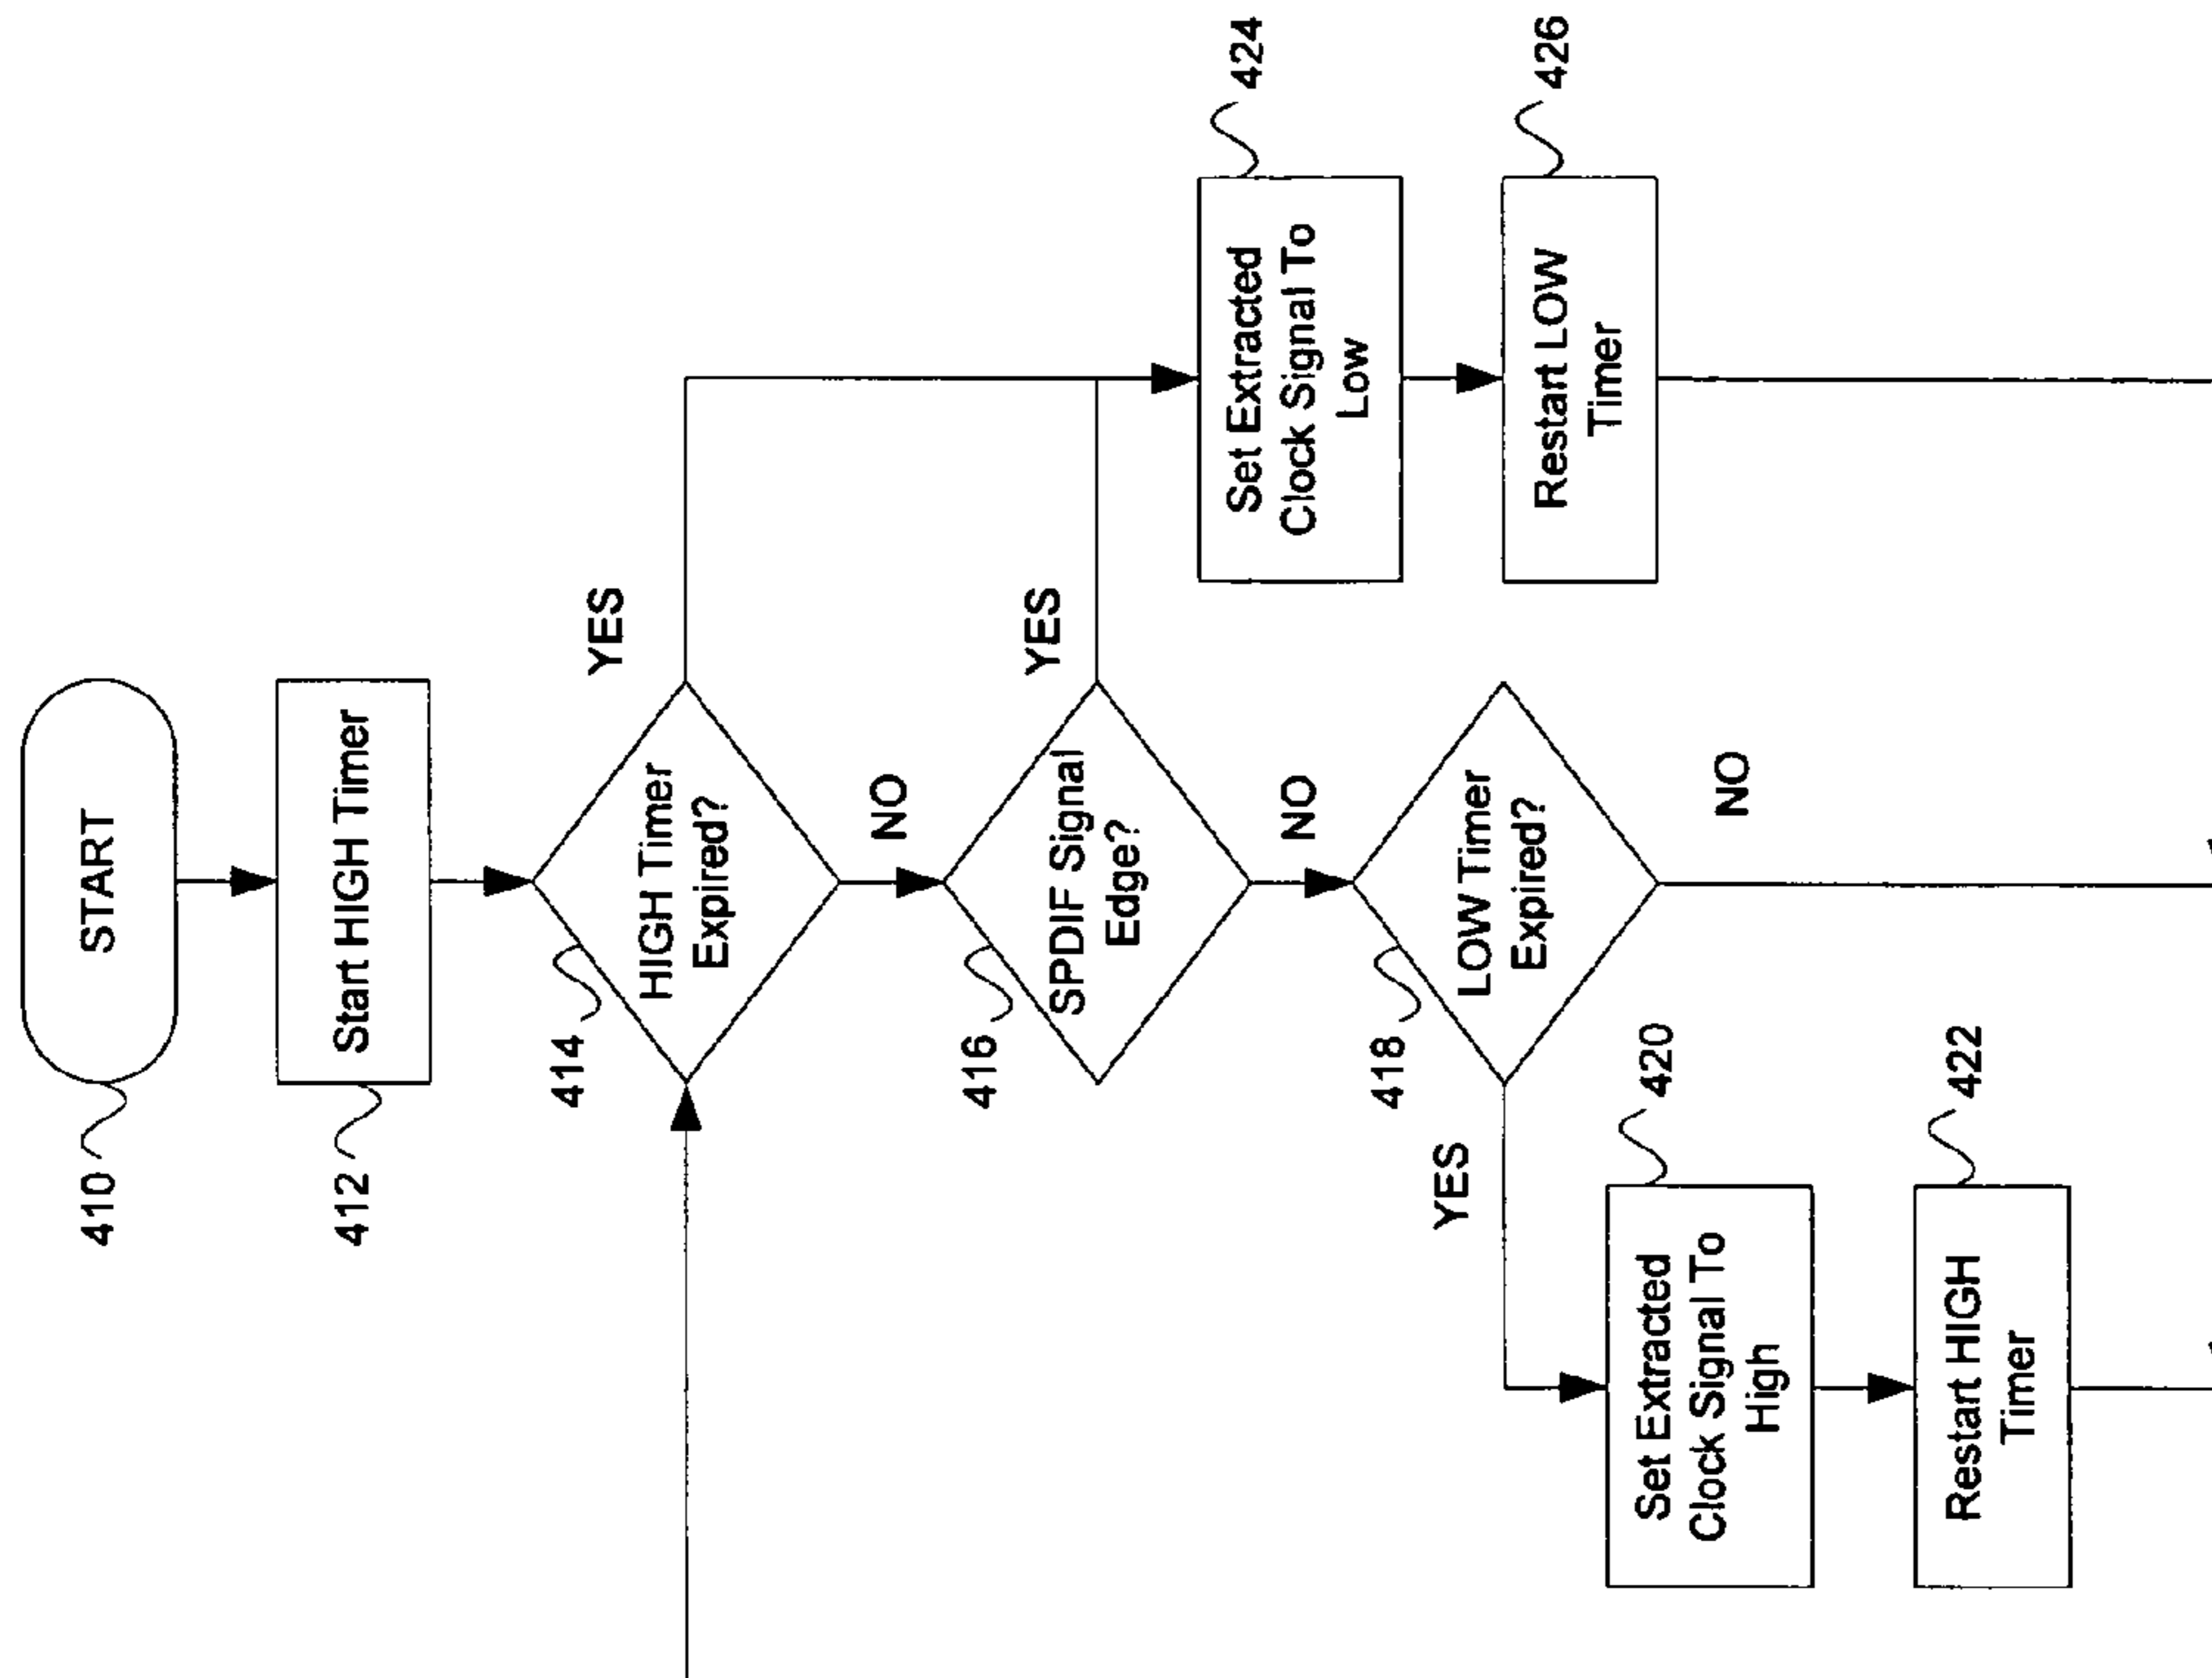 410
START
412
Start HIGH Timer
414
HIGH Timer
Expired?
YES
NO
416
SPDIF Signal
Edge?
YES
NO
418
LOW Timer
Expired?
YES
NO
420
Set Extracted
Clock Signal To
High
422
Restart HIGH
Timer
424
Set Extracted
Clock Signal To
Low
426
Restart LOW
Timer